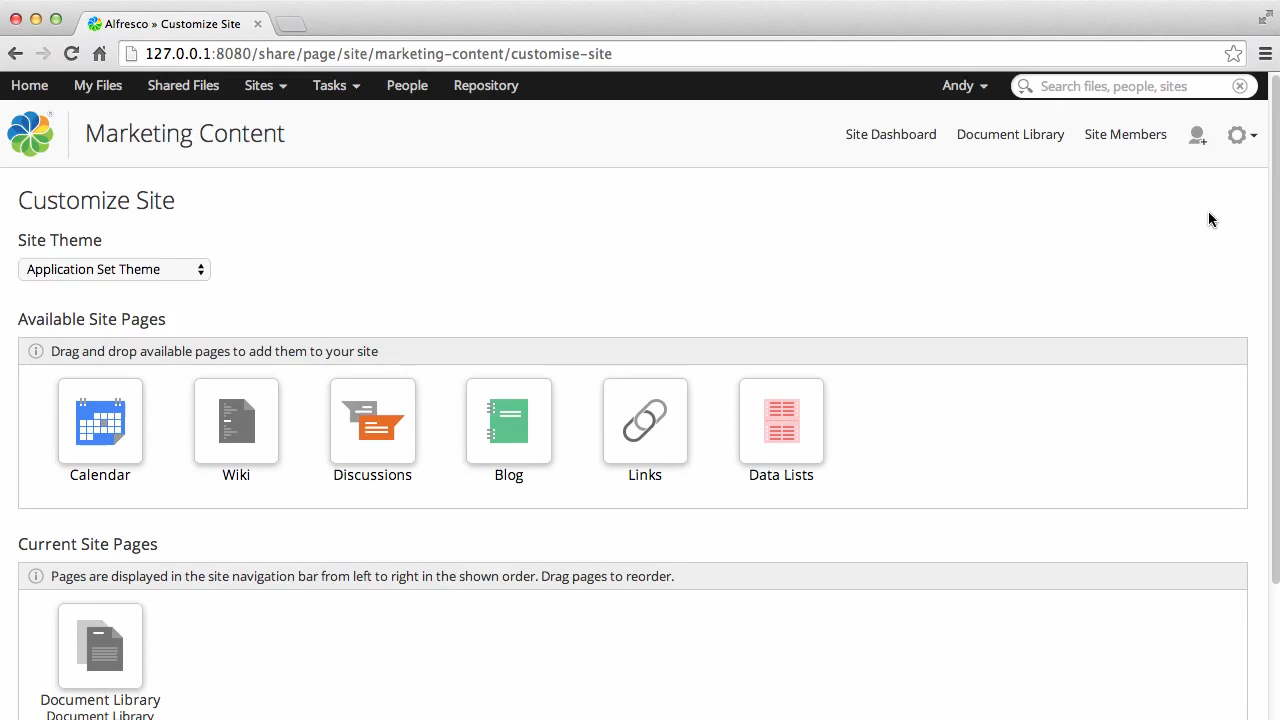 Alfresco » Customize Site
127.0.0.1:8080/share/page/site/marketing-content/customise-site
Home My Files Shared Files Sites Tasks People Repository Andy Search files, people, sites
Marketing Content Site Dashboard Document Library Site Members
Customize Site
Site Theme
Application Set Theme
Available Site Pages
Drag and drop available pages to add them to your site
Calendar Wiki Discussions Blog Links Data Lists
Current Site Pages
Pages are displayed in the site navigation bar from left to right in the shown order. Drag pages to reorder.
Document Library
Document Library